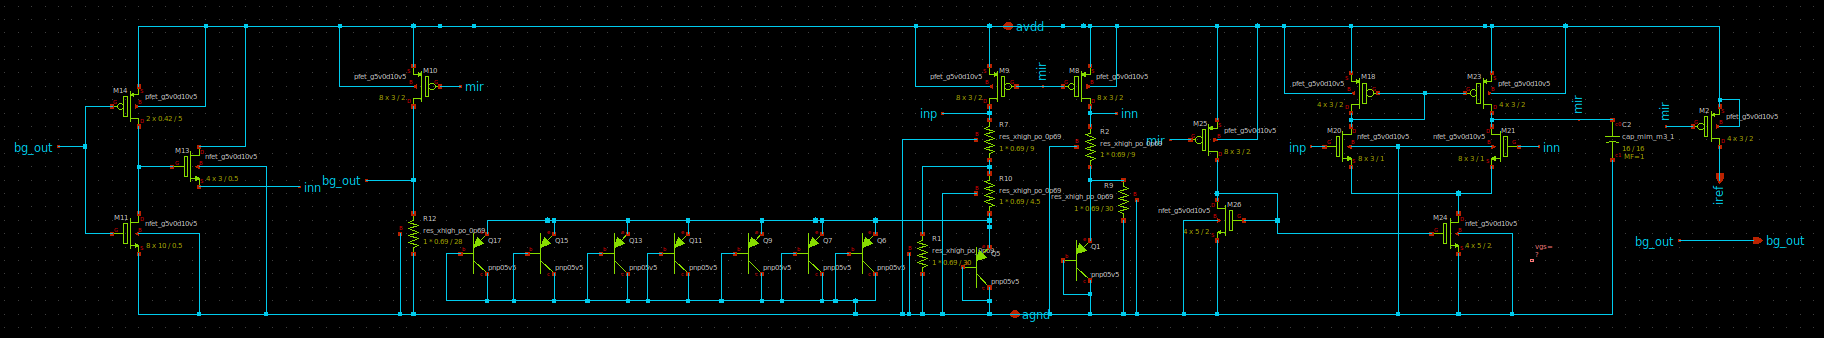 avdd
M14
pfet_g5v0d10v5
2 x 0.42 / 5
bg_out
M13
nfet_g5v0d10v5
4 x 3 / 0.5
inn
M11
nfet_g5v0d10v5
8 x 10 / 0.5
M10
pfet_g5v0d10v5
8 x 3 / 2
mir
bg_out
R12
res_xhigh_po_0p69
1 * 0.69 / 28
Q17
pnp05v5
Q15
pnp05v5
Q13
pnp05v5
Q11
pnp05v5
Q9
pnp05v5
Q7
pnp05v5
Q6
pnp05v5
M9
pfet_g5v0d10v5
8 x 3 / 2
mir
M8
pfet_g5v0d10v5
8 x 3 / 2
inp
inn
R7
res_xhigh_po_0p69
1 * 0.69 / 9
R2
res_xhigh_po_0p69
1 * 0.69 / 9
R10
res_xhigh_po_0p69
1 * 0.69 / 4.5
R9
res_xhigh_po_0p69
1 * 0.69 / 30
R1
res_xhigh_po_0p69
1 * 0.69 / 30
Q5
pnp05v5
Q1
pnp05v5
agnd
mir
M25
pfet_g5v0d10v5
8 x 3 / 2
M26
nfet_g5v0d10v5
4 x 5 / 2
M18
pfet_g5v0d10v5
4 x 3 / 2
M23
pfet_g5v0d10v5
4 x 3 / 2
inp
M20
nfet_g5v0d10v5
8 x 3 / 1
M21
nfet_g5v0d10v5
8 x 3 / 1
inn
M24
nfet_g5v0d10v5
4 x 5 / 2
mir
C2
cap_mim_m3_1
16 / 16
MF=1
vgs=
?
mir
M2
pfet_g5v0d10v5
4 x 3 / 2
iref
bg_out
bg_out